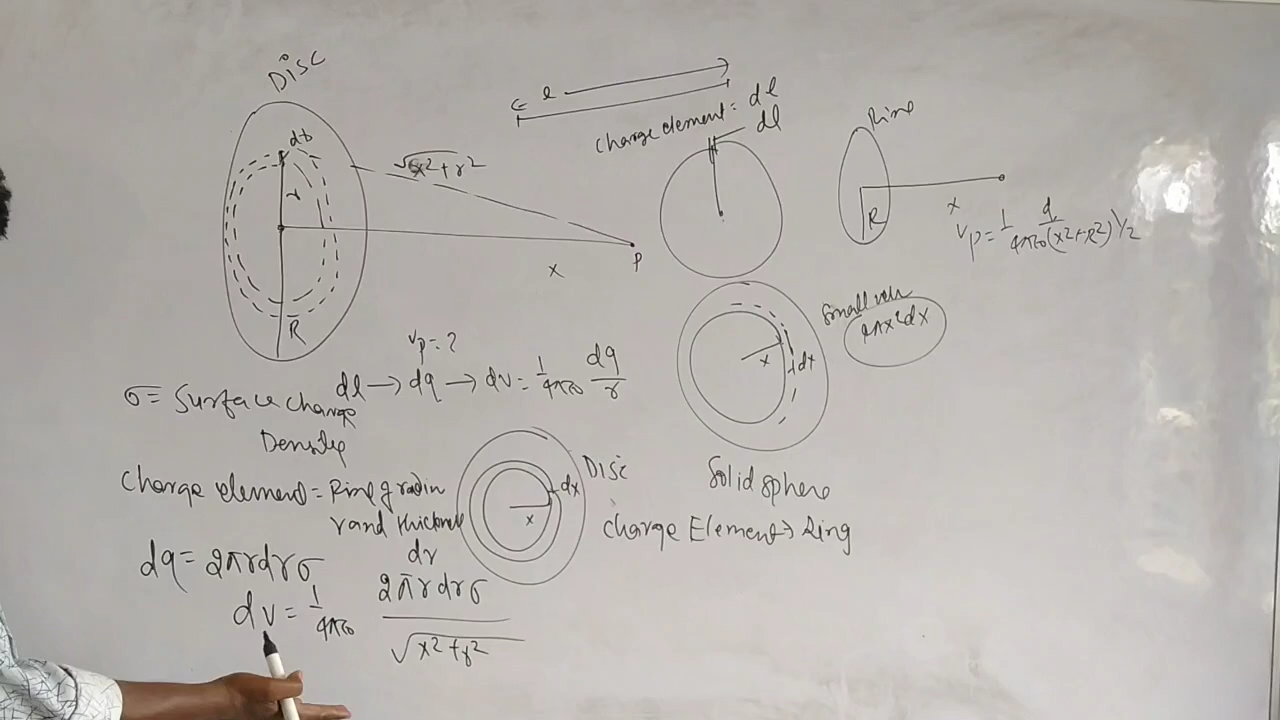 Disc
dr
r
√x²+r²
x
P
R
Vp=?
l
charge element: dl
dl
Ring
R
x
Vp = 1/4πε₀ q/(x²+R²)^1/2
small vol
4πx²dx
x
dx
Solid sphere
σ = Surface charge
Density
dl → dq → dv = 1/4πε₀ dq/r
charge element = Ring of radius
r and thickness
dr
Disc
dx
x
charge Element → Ring
dq = 2πrdrσ
dv = 1/4πε₀ 2πrdrσ/√x²+r²